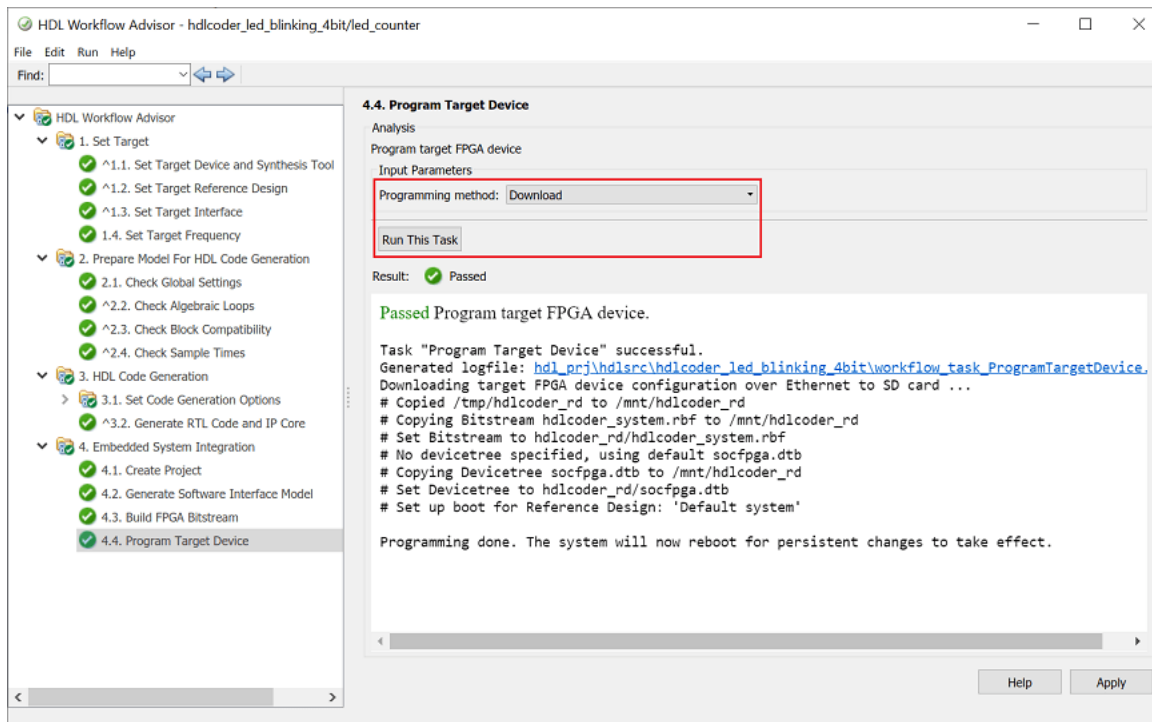 HDL Workflow Advisor - hdlcoder_led_blinking_4bit/led_counter
File Edit Run Help
Find:
HDL Workflow Advisor
1. Set Target
^1.1. Set Target Device and Synthesis Tool
^1.2. Set Target Reference Design
^1.3. Set Target Interface
1.4. Set Target Frequency
2. Prepare Model For HDL Code Generation
2.1. Check Global Settings
^2.2. Check Algebraic Loops
^2.3. Check Block Compatibility
^2.4. Check Sample Times
3. HDL Code Generation
3.1. Set Code Generation Options
^3.2. Generate RTL Code and IP Core
4. Embedded System Integration
4.1. Create Project
4.2. Generate Software Interface Model
4.3. Build FPGA Bitstream
4.4. Program Target Device
4.4. Program Target Device
Analysis
Program target FPGA device
Input Parameters
Programming method: Download
Run This Task
Result: Passed
Passed Program target FPGA device.
Task "Program Target Device" successful.
Generated logfile: hdl_prj\hdlsrc\hdlcoder_led_blinking_4bit\workflow_task_ProgramTargetDevice.
Downloading target FPGA device configuration over Ethernet to SD card ...
# Copied /tmp/hdlcoder_rd to /mnt/hdlcoder_rd
# Copying Bitstream hdlcoder_system.rbf to /mnt/hdlcoder_rd
# Set Bitstream to hdlcoder_rd/hdlcoder_system.rbf
# No devicetree specified, using default socfpga.dtb
# Copying Devicetree socfpga.dtb to /mnt/hdlcoder_rd
# Set Devicetree to hdlcoder_rd/socfpga.dtb
# Set up boot for Reference Design: 'Default system'
Programming done. The system will now reboot for persistent changes to take effect.
Help Apply